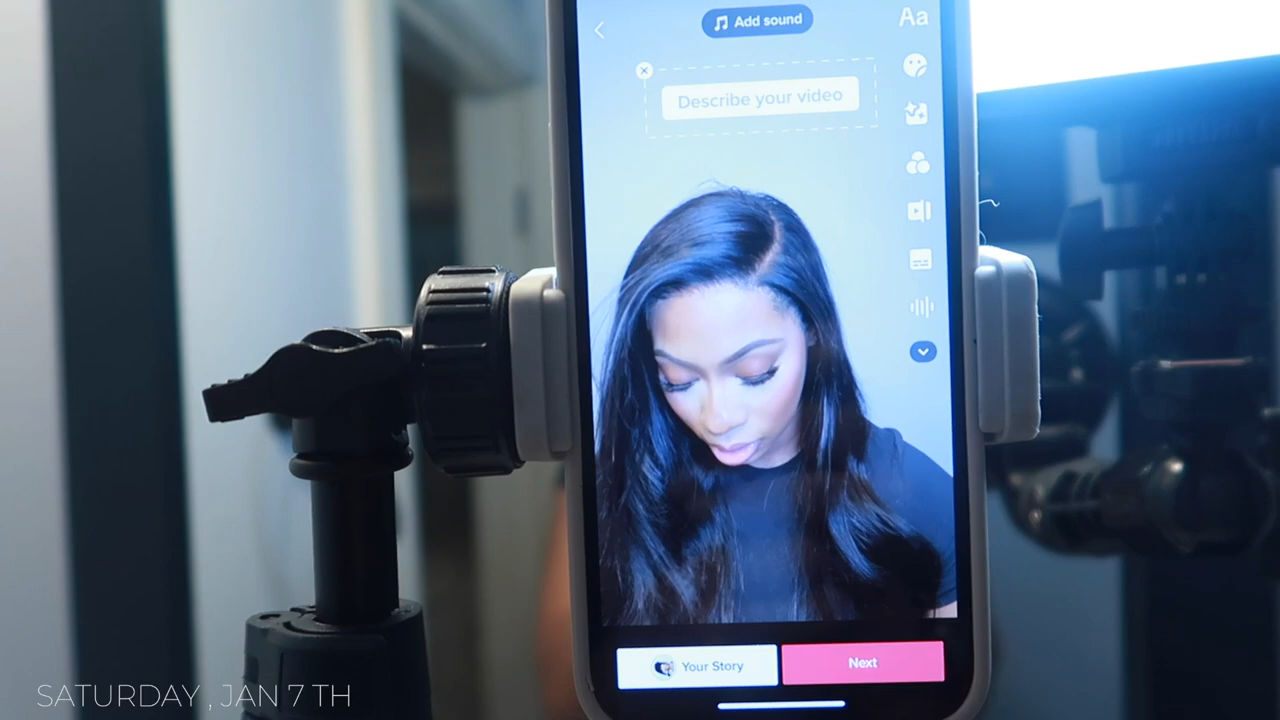 Add sound
Aa
Describe your video
Your Story
Next
SATURDAY , JAN 7 TH